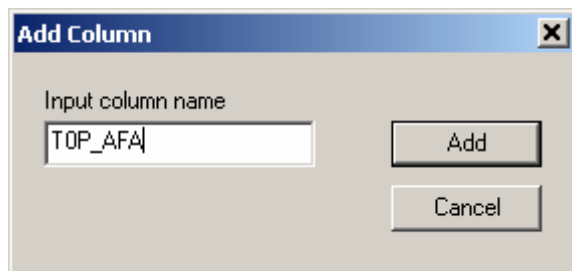 Add Column
Input column name
TOP_AFA
Add
Cancel